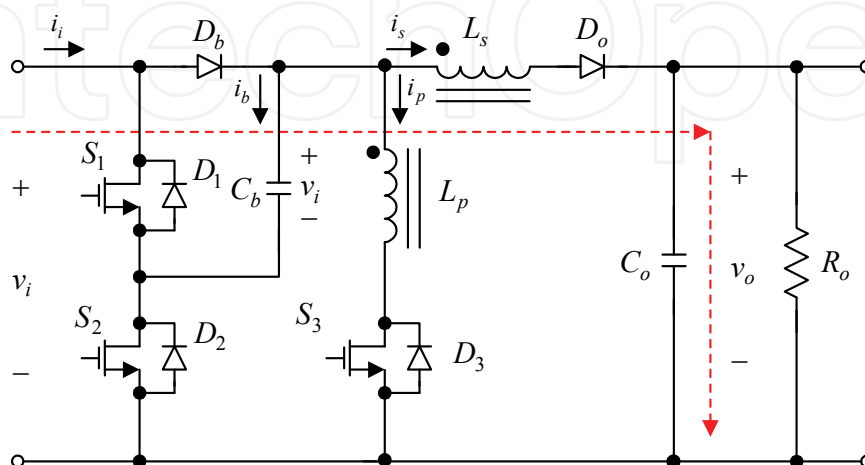 ntechOpe
i_i
D_b
i_s
L_s
D_o
i_b
i_p
S_1
D_1
C_b
+
v_i
−
L_p
+
v_i
−
S_2
D_2
S_3
D_3
C_o
+
v_o
−
R_o